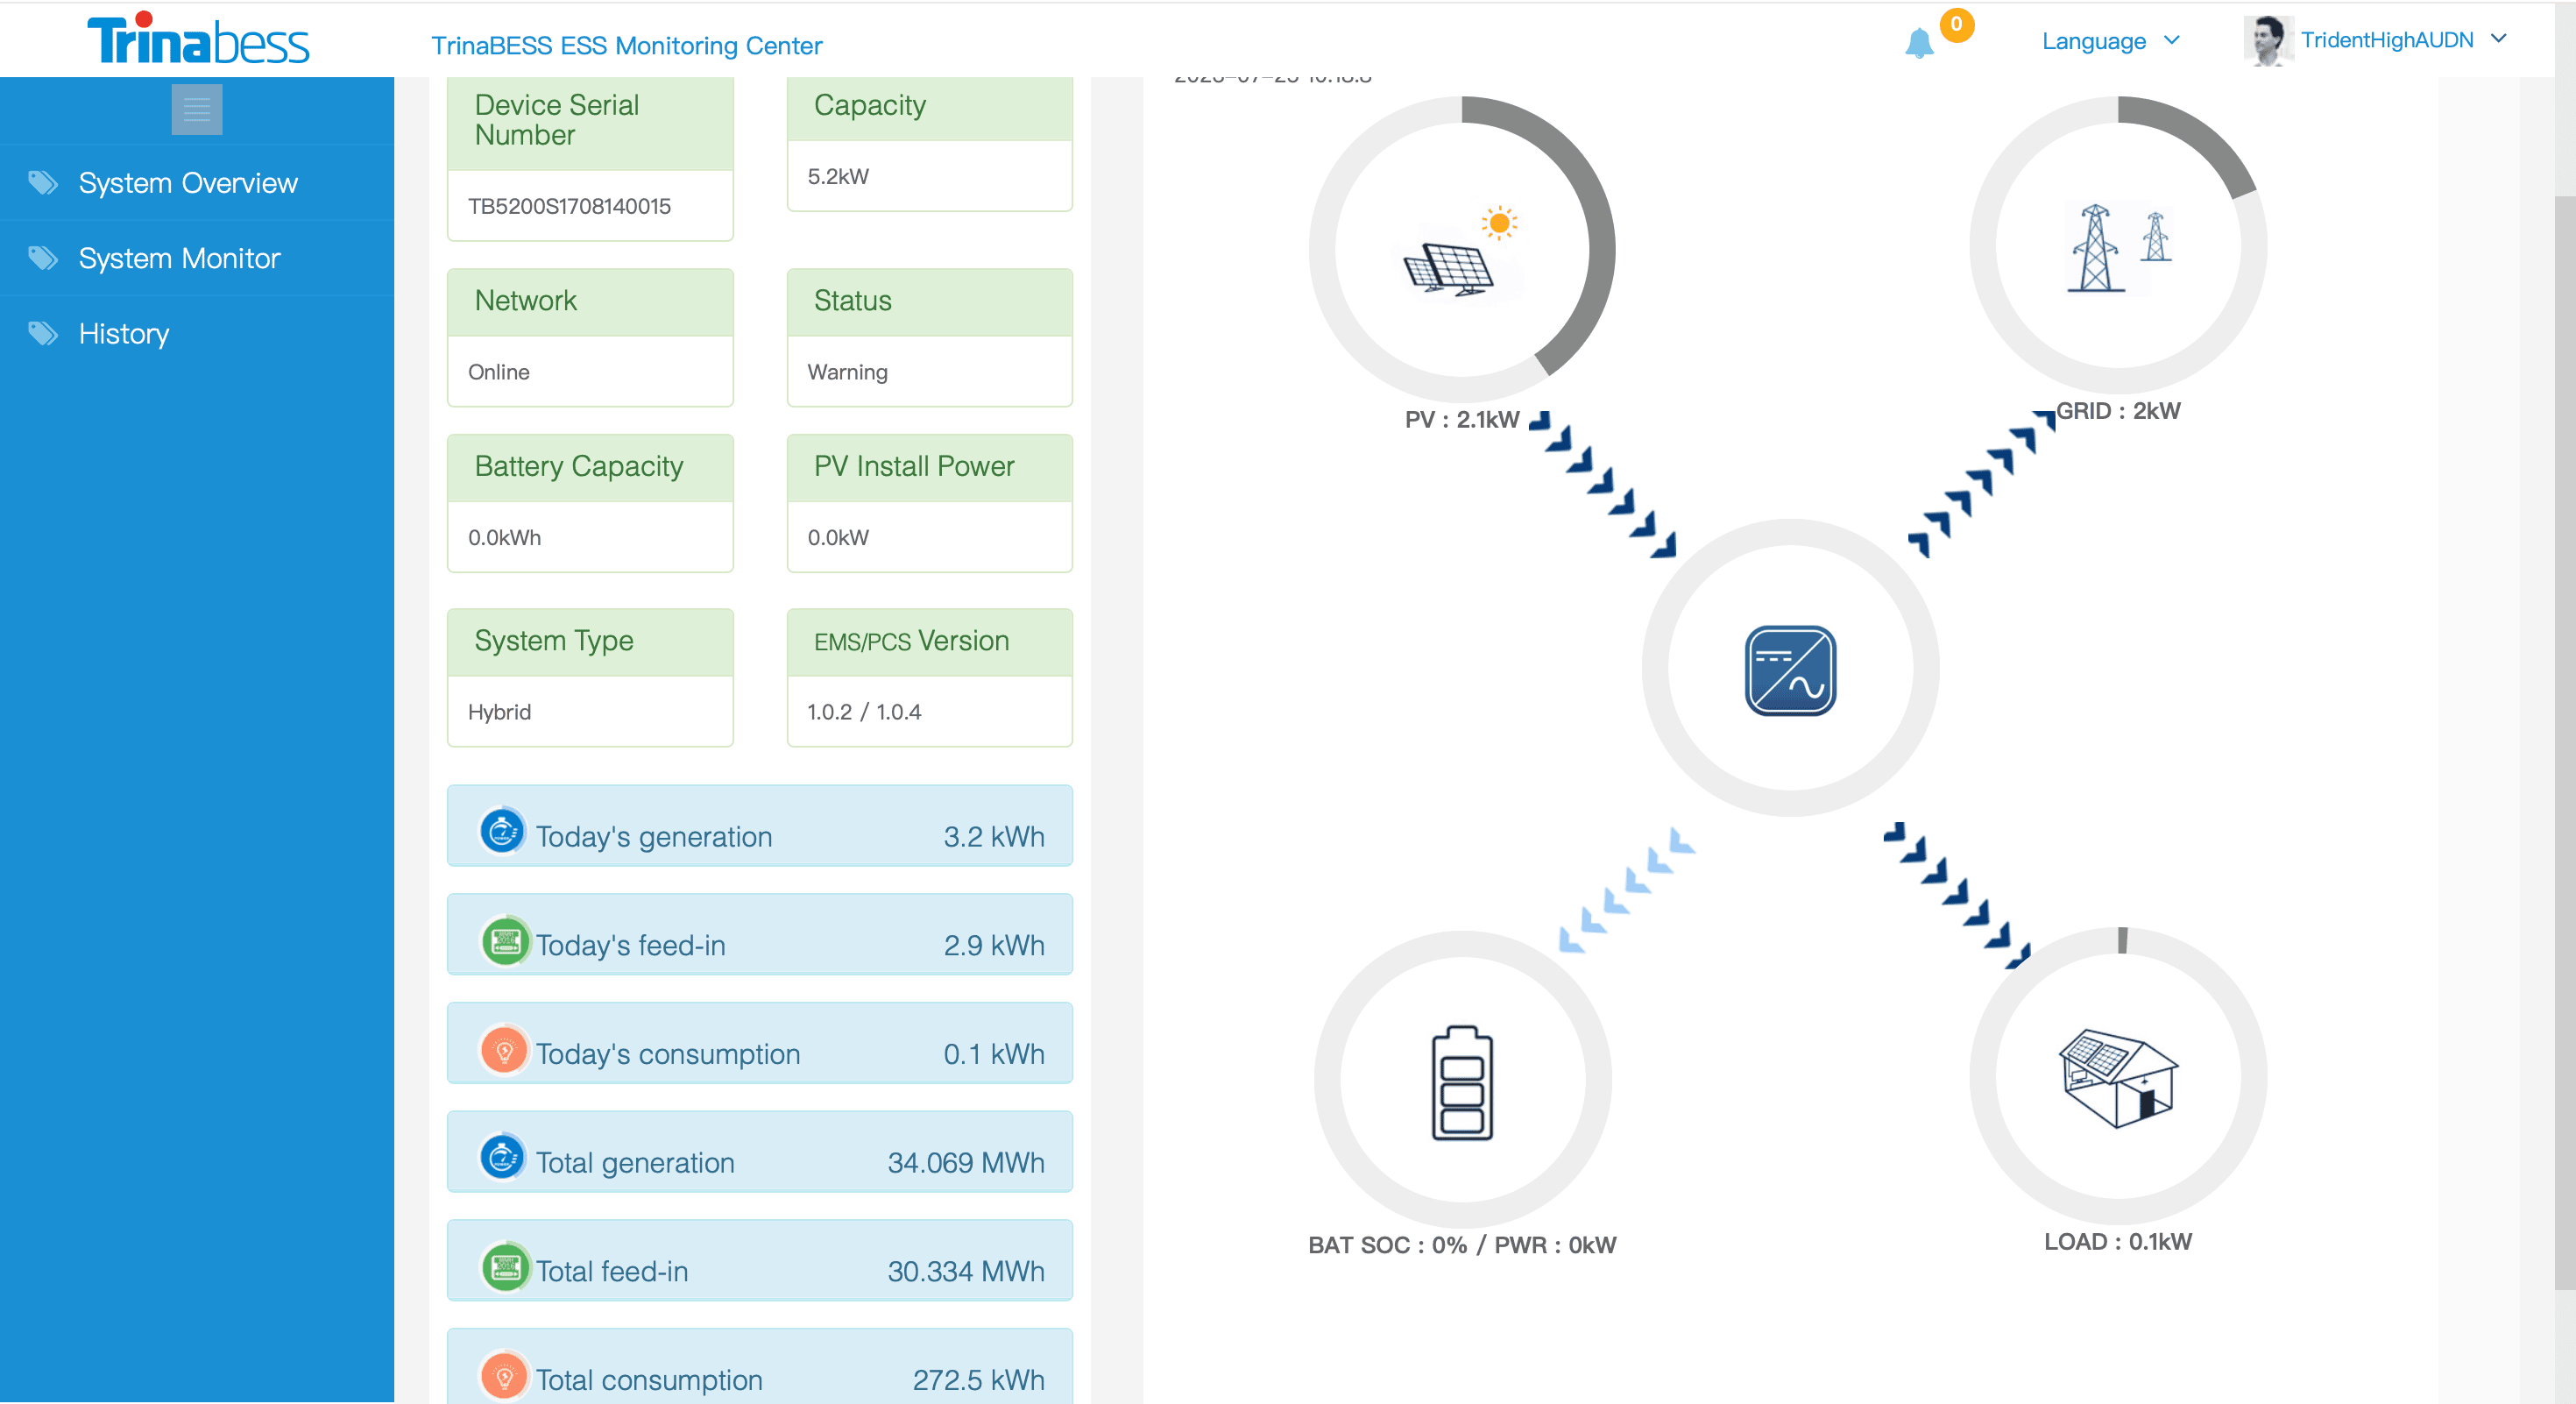 Trinabess
TrinaBESS ESS Monitoring Center
0
Language
TridentHighAUDN
System Overview
System Monitor
History
Device Serial
Number
TB5200S1708140015
Capacity
5.2kW
Network
Online
Status
Warning
Battery Capacity
0.0kWh
PV Install Power
0.0kW
System Type
Hybrid
EMS/PCS Version
1.0.2 / 1.0.4
Today's generation 3.2 kWh
Today's feed-in 2.9 kWh
Today's consumption 0.1 kWh
Total generation 34.069 MWh
Total feed-in 30.334 MWh
Total consumption 272.5 kWh
PV : 2.1kW
GRID : 2kW
BAT SOC : 0% / PWR : 0kW
LOAD : 0.1kW